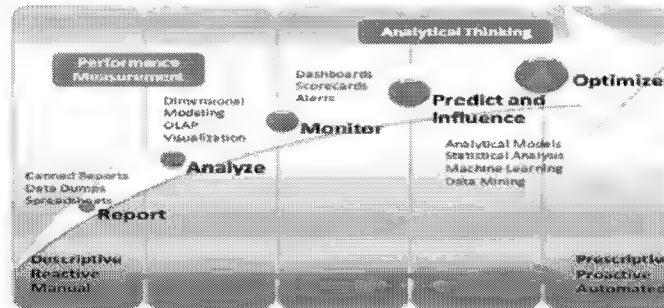 Analytical Thinking
Performance
Measurement
Optimize
Dashboards
Scorecards
Alerts
Predict and
Influence
Dimensional
Modeling
OLAP
Visualization
Monitor
Analytical Models
Statistical Analysis
Machine Learning
Data Mining
Analyze
Canned Reports
Data Dumps
Spreadsheets
Report
Descriptive
Reactive
Manual
Prescriptive
Proactive
Automated